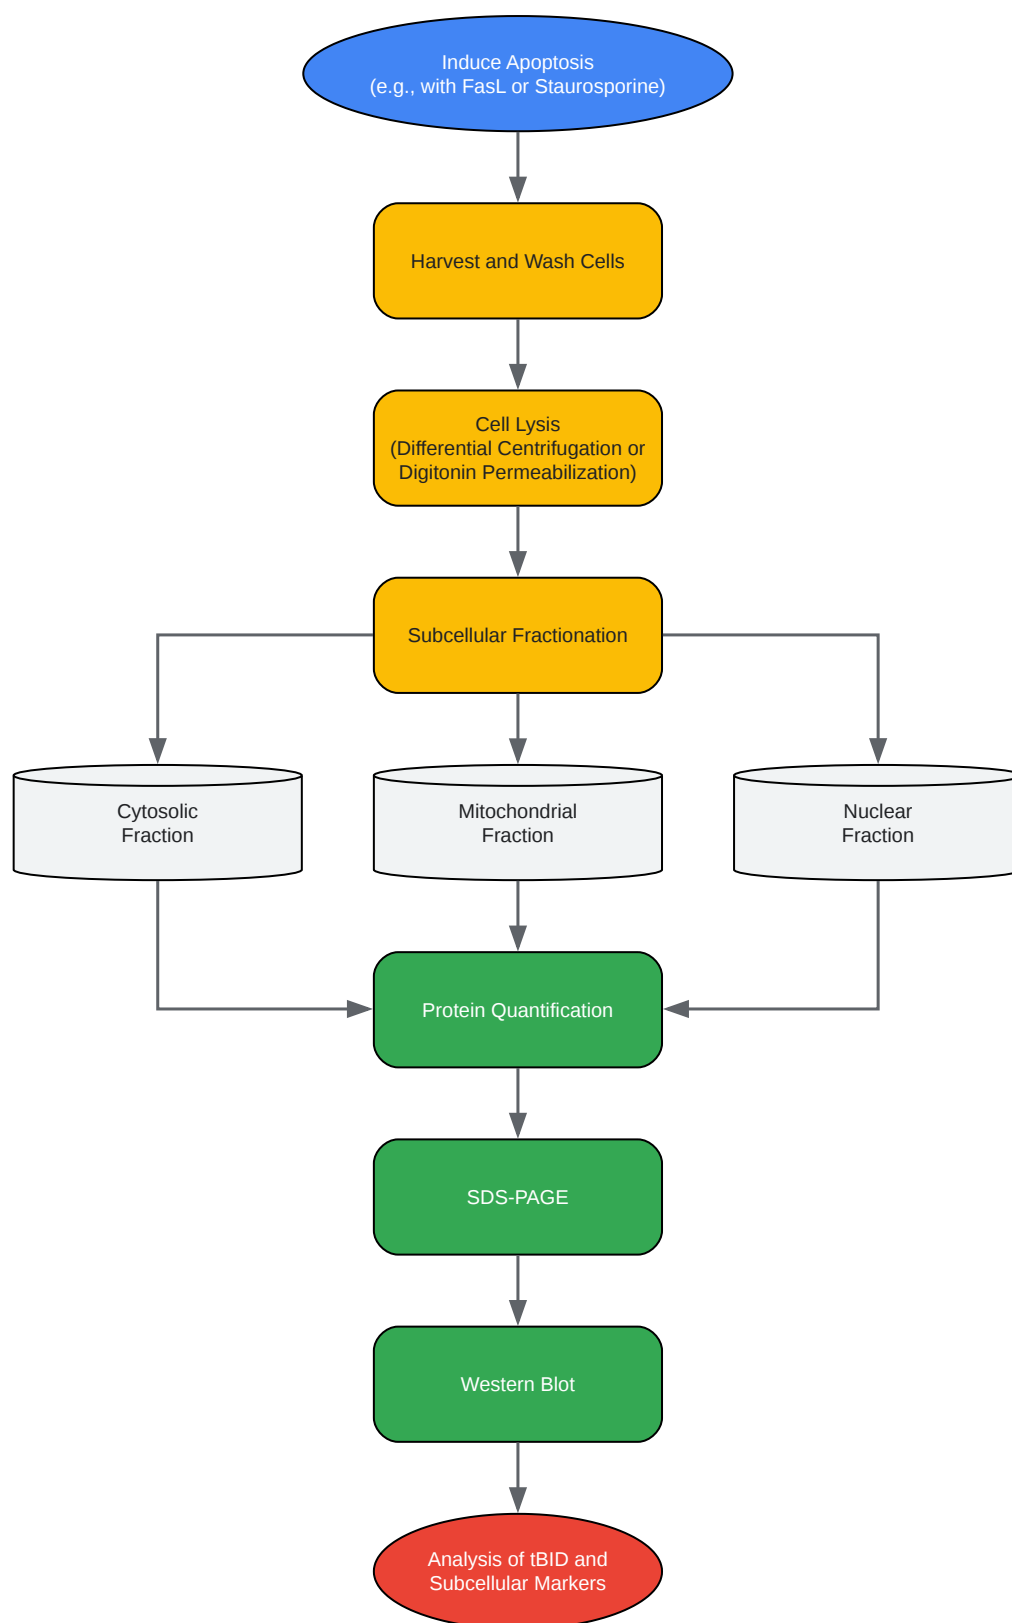 Induce Apoptosis
(e.g., with FasL or Staurosporine)
Harvest and Wash Cells
Cell Lysis
(Differential Centrifugation or
Digitonin Permeabilization)
Subcellular Fractionation
Cytosolic
Fraction
Mitochondrial
Fraction
Nuclear
Fraction
Protein Quantification
SDS-PAGE
Western Blot
Analysis of tBID and
Subcellular Markers